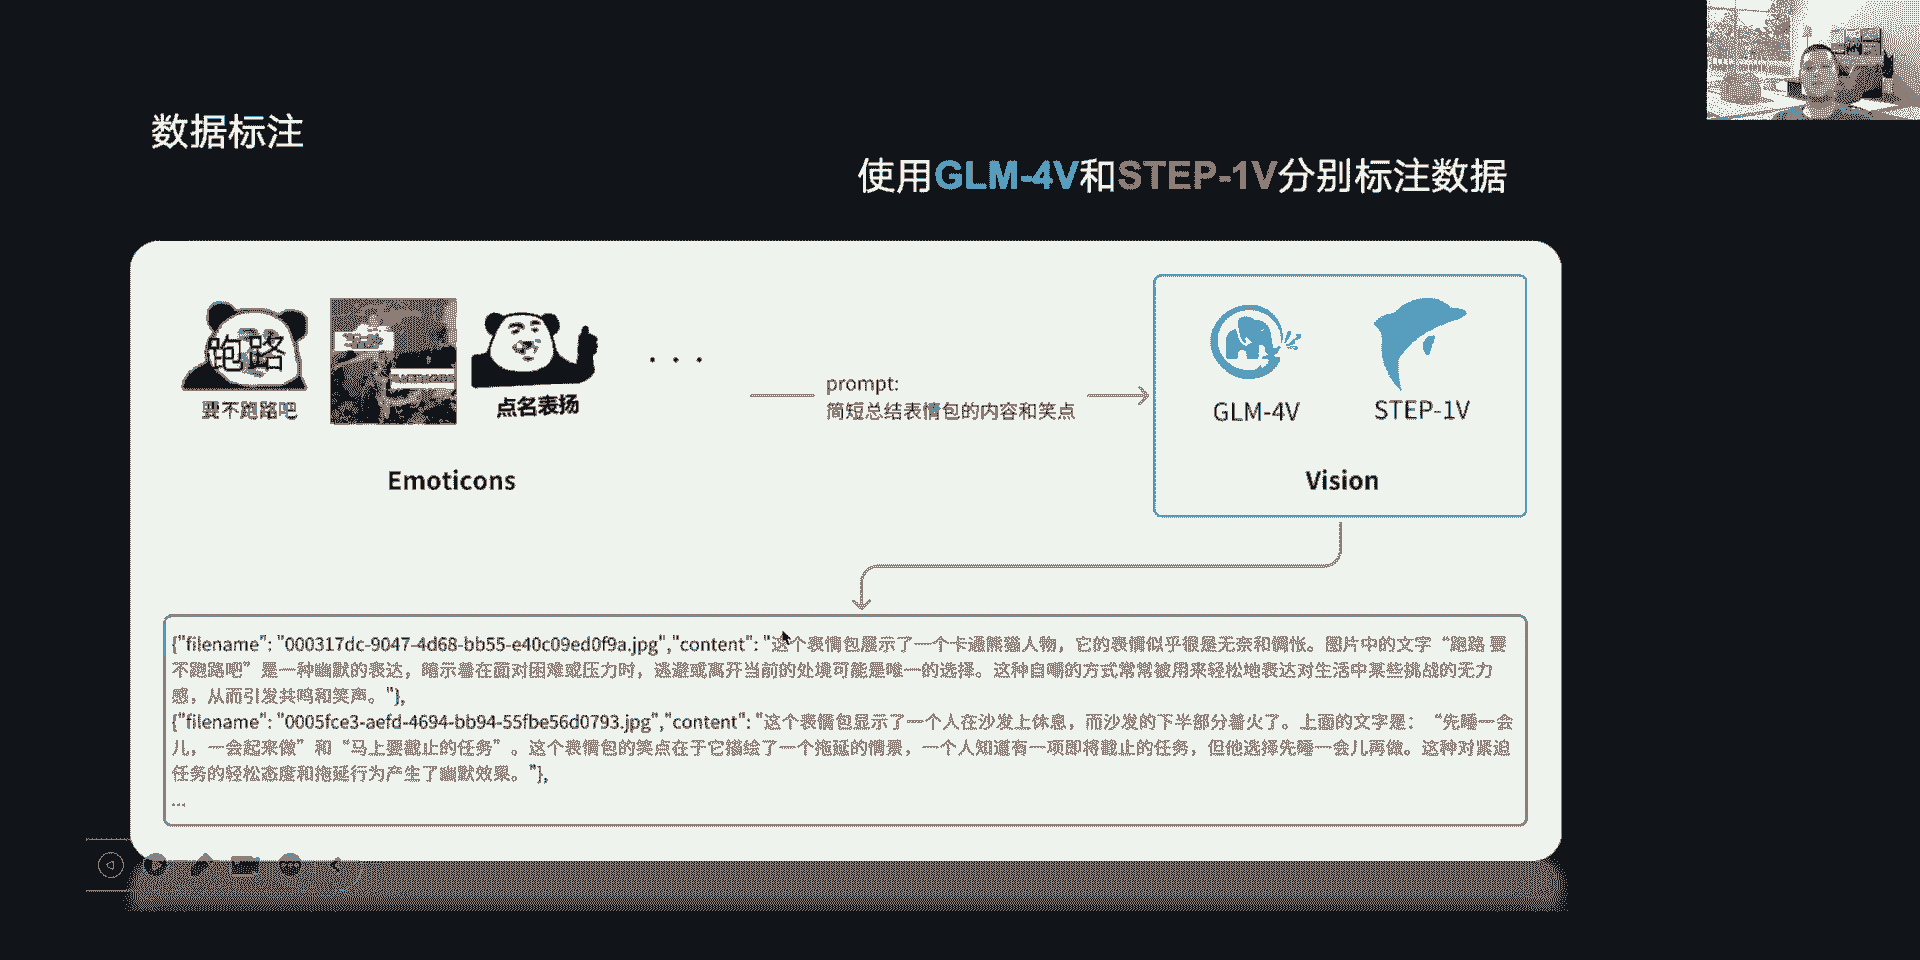 数据标注
使用GLM-4V和STEP-1V分别标注数据
跑路
要不跑路吧
点名表扬
. . .
prompt:
简短总结表情包的内容和笑点
GLM-4V
STEP-1V
Emoticons
Vision
{"filename": "000317dc-9047-4d68-bb55-e40c09ed0f9a.jpg","content": "这个表情包展示了一个卡通熊猫人物，它的表情似乎很是无奈和惆怅。图片中的文字“跑路 要
不跑路吧”是一种幽默的表达，暗示着在面对困难或压力时，逃避或离开当前的处境可能是唯一的选择。这种自嘲的方式常常被用来轻松地表达对生活中某些挑战的无力
感，从而引发共鸣和笑声。"},
{"filename": "0005fce3-aefd-4694-bb94-55fbe56d0793.jpg","content": "这个表情包显示了一个人在沙发上休息，而沙发的下半部分着火了。上面的文字是：“先睡一会
儿，一会起来做”和“马上要截止的任务”。这个表情包的笑点在于它描绘了一个拖延的情景，一个人知道有一项即将截止的任务，但他选择先睡一会儿再做。这种对紧迫
任务的轻松态度和拖延行为产生了幽默效果。"},
...